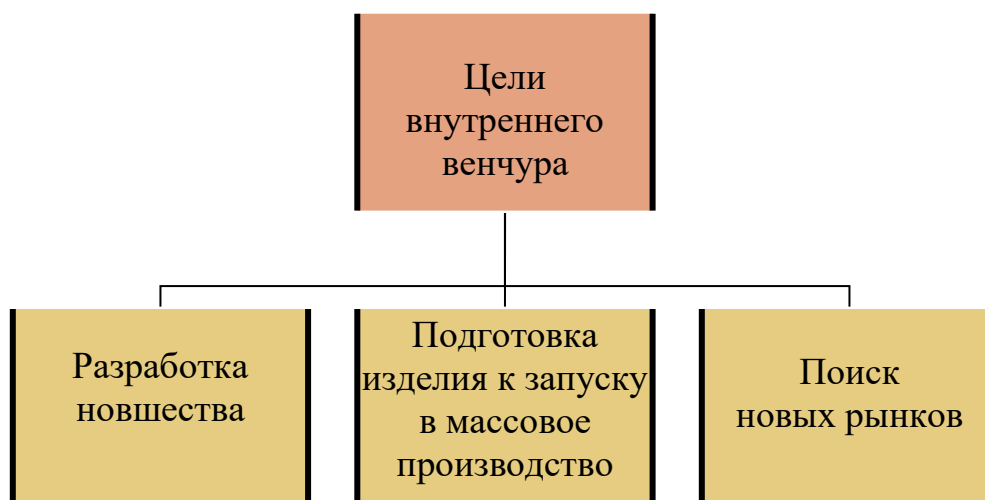 Цели
внутреннего
венчура
Разработка
новшества
Подготовка
изделия к запуску
в массовое
производство
Поиск
новых рынков